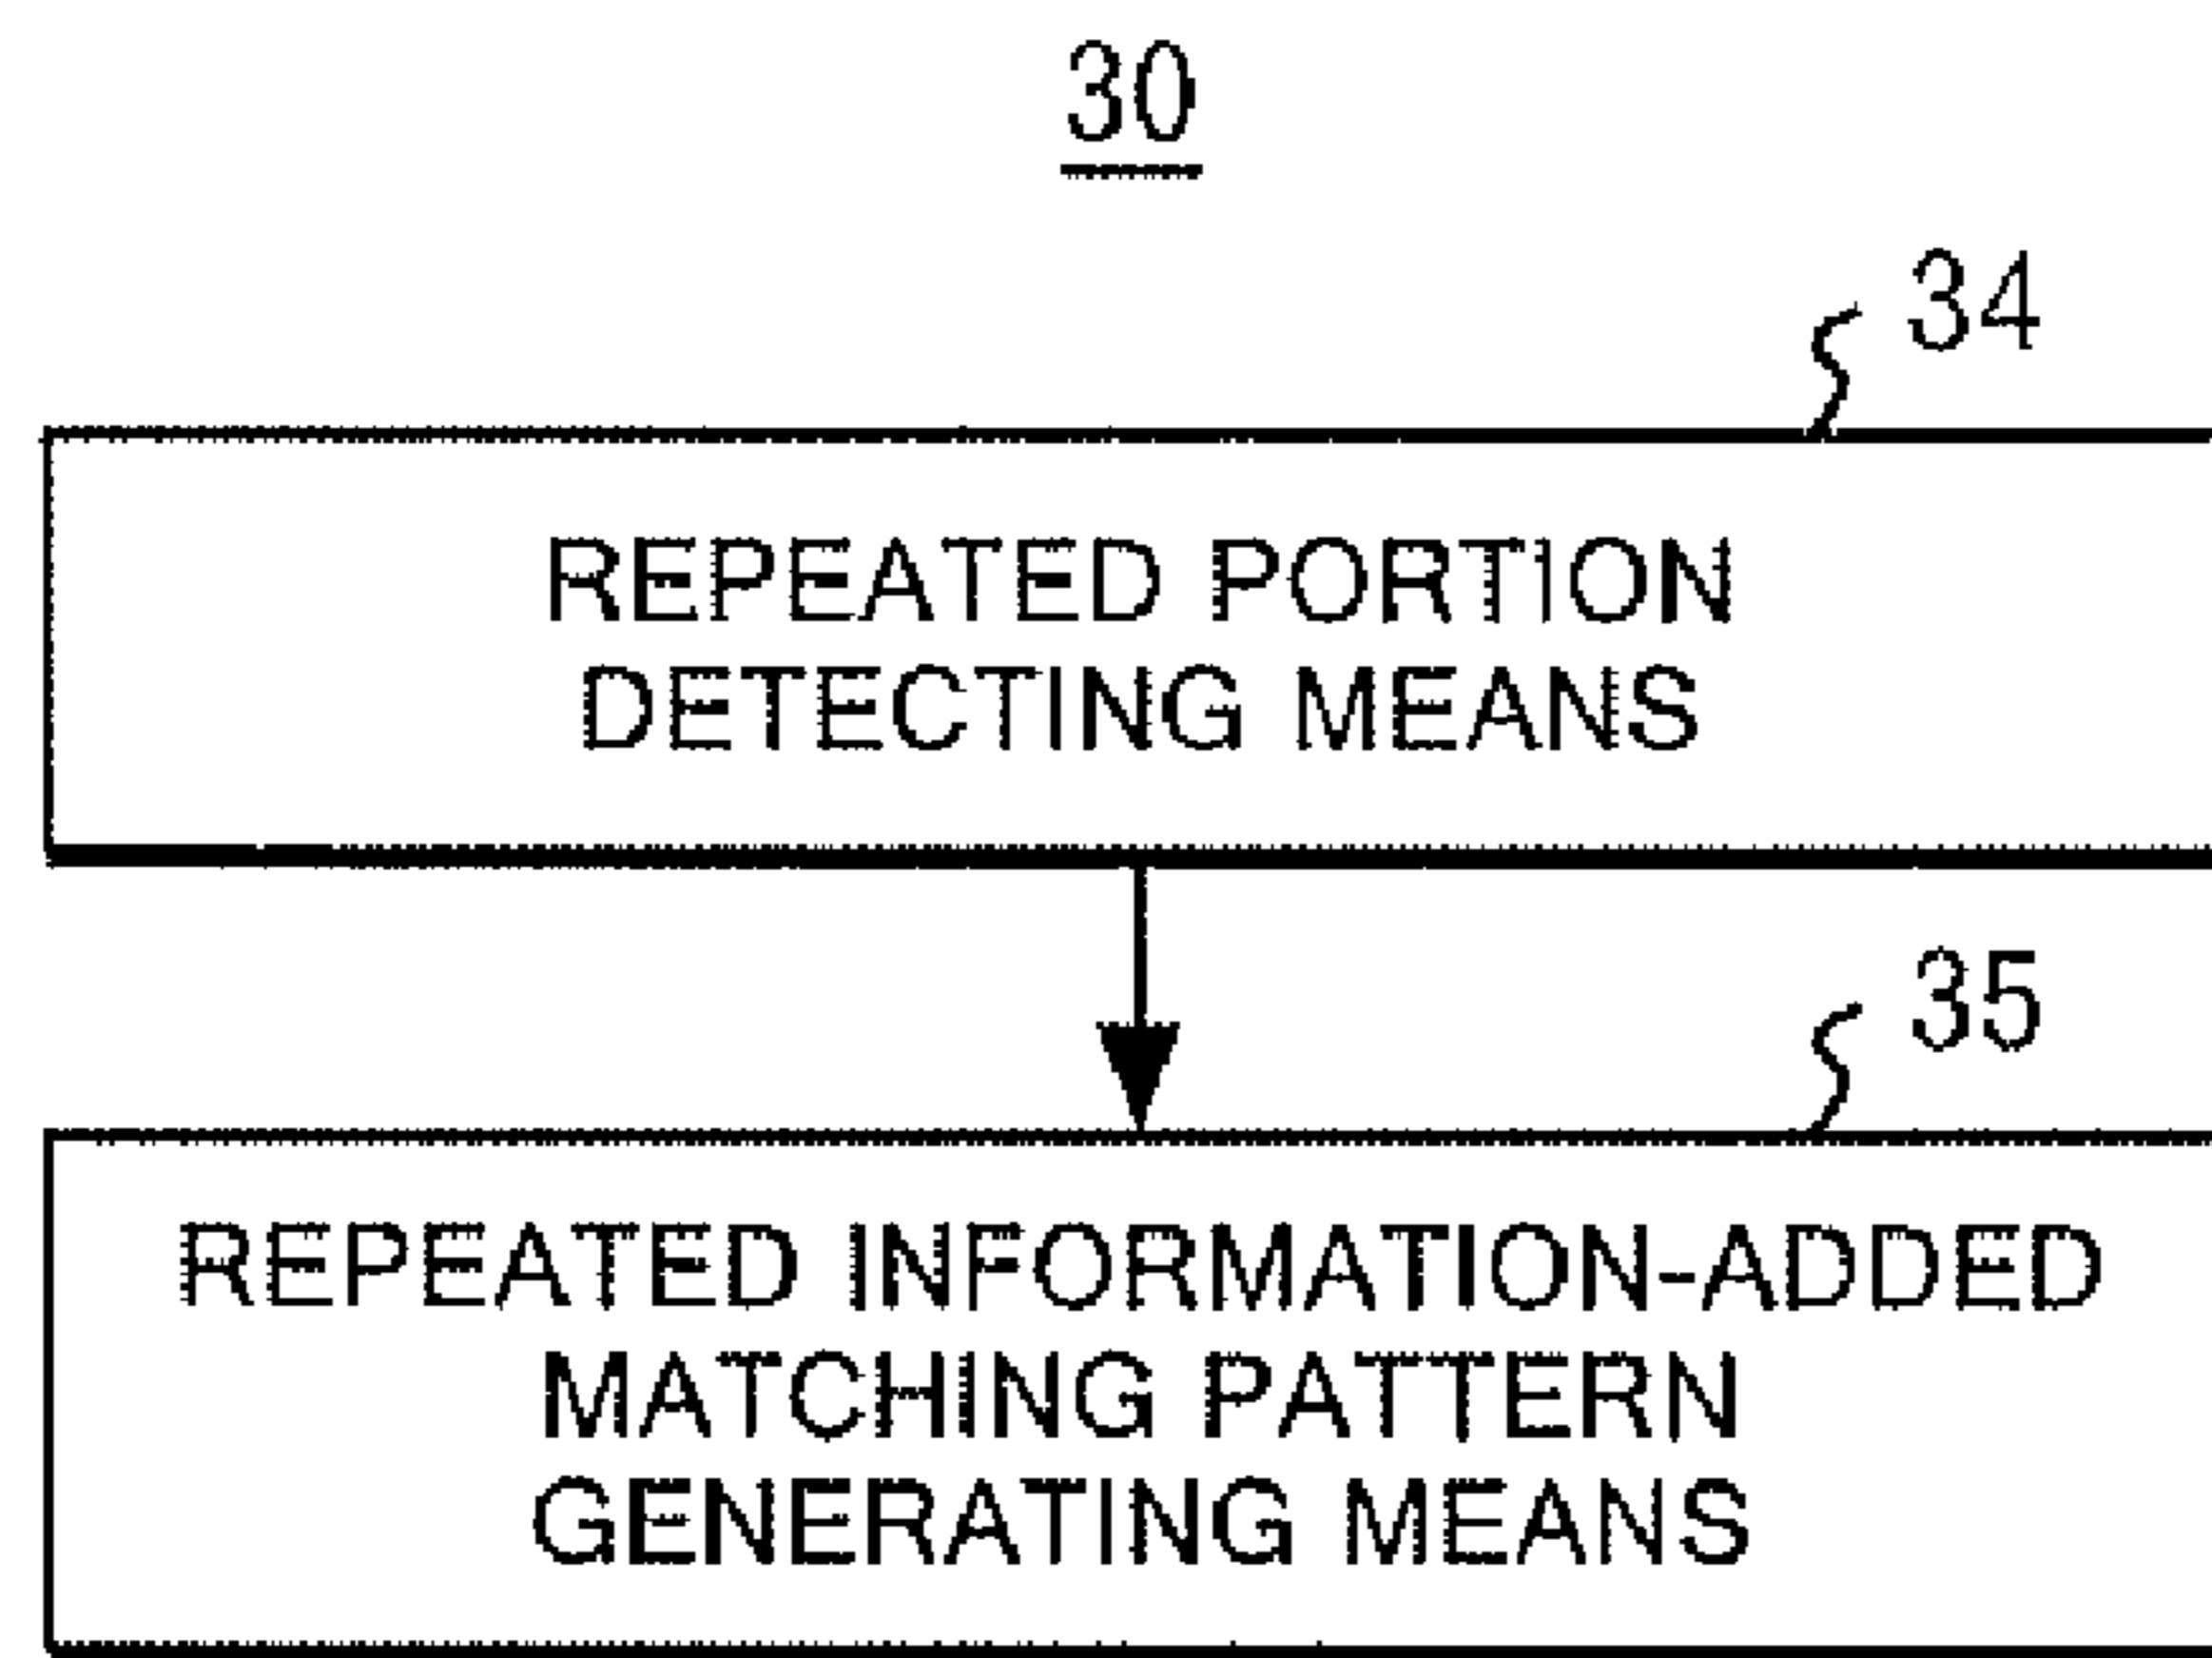 30
34
REPEATED PORTION
DETECTING MEANS
35
REPEATED INFORMATION-ADDED
MATCHING PATTERN
GENERATING MEANS